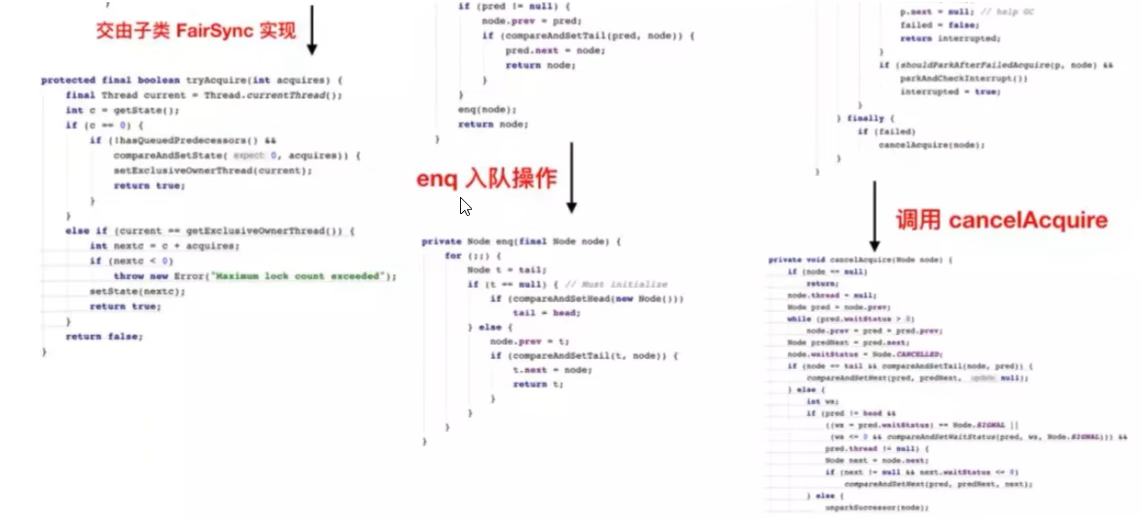 交由子类 FairSync 实现
protected final boolean tryAcquire(int acquires) {
final Thread current = Thread.currentThread();
int c = getState();
if (c == 0) {
if (!hasQueuedPredecessors() &&
compareAndSetState( expect: 0, acquires)) {
setExclusiveOwnerThread(current);
return true;
}
}
else if (current == getExclusiveOwnerThread()) {
int nextc = c + acquires;
if (nextc < 0)
throw new Error("Maximum lock count exceeded");
setState(nextc);
return true;
}
return false;
}
if (pred != null) {
node.prev = pred;
if (compareAndSetTail(pred, node)) {
pred.next = node;
return node;
}
}
enq(node);
return node;
}
enq 入队操作
private Node enq(final Node node) {
for (;;) {
Node t = tail;
if (t == null) { // Must initialize
if (compareAndSetHead(new Node()))
tail = head;
} else {
node.prev = t;
if (compareAndSetTail(t, node)) {
t.next = node;
return t;
}
}
}
}
p.next = null; // help GC
failed = false;
return interrupted;
}
if (shouldParkAfterFailedAcquire(p, node) &&
parkAndCheckInterrupt())
interrupted = true;
}
} finally {
if (failed)
cancelAcquire(node);
}
}
调用 cancelAcquire
private void cancelAcquire(Node node) {
if (node == null)
return;
node.thread = null;
Node pred = node.prev;
while (pred.waitStatus > 0)
node.prev = pred = pred.prev;
Node predNext = pred.next;
node.waitStatus = Node.CANCELLED;
if (node == tail && compareAndSetTail(node, pred)) {
compareAndSetNext(pred, predNext, update: null);
} else {
int ws;
if (pred != head &&
((ws = pred.waitStatus) == Node.SIGNAL ||
(ws <= 0 && compareAndSetWaitStatus(pred, ws, Node.SIGNAL))) &&
pred.thread != null) {
Node next = node.next;
if (next != null && next.waitStatus <= 0)
compareAndSetNext(pred, predNext, next);
} else {
unparkSuccessor(node);